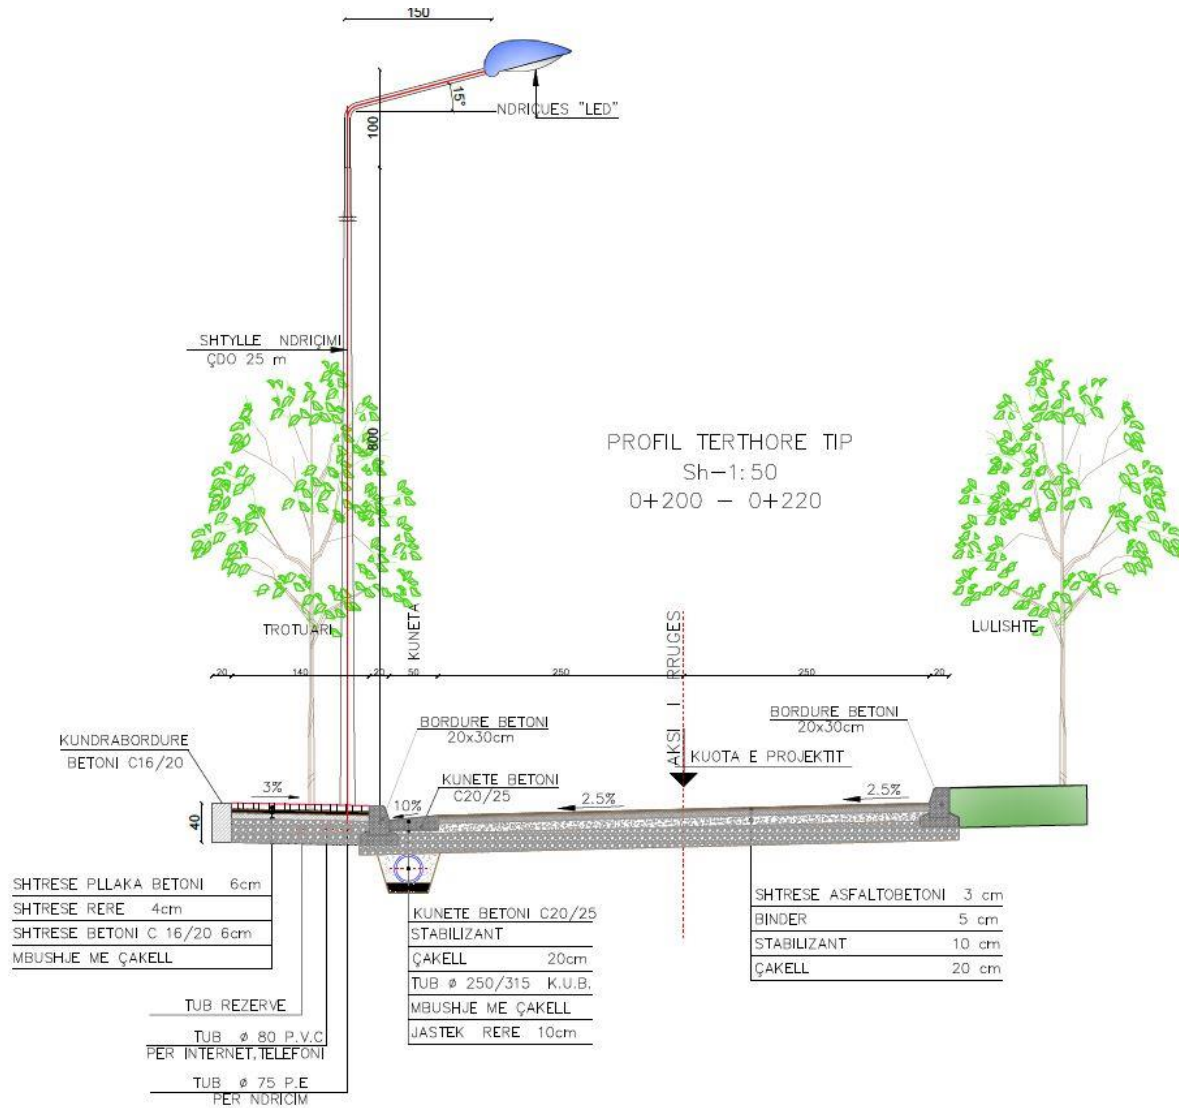 150
15°
NDRIÇUES "LED"
100
SHTYLLE NDRIÇIMI
ÇDO 25 m
800
PROFIL TERTHORE TIP
Sh-1:50
0+200 - 0+220
TROTUARI
KUNETA
AKSI I RRUGES
LULISHTE
20 140 20 50 250 250 20
KUNDRABORDURE
BETONI C16/20
BORDURE BETONI
20x30cm
BORDURE BETONI
20x30cm
KUOTA E PROJEKTIT
KUNETE BETONI
C20/25
3%
10%
2.5%
2.5%
40
SHTRESE PLLAKA BETONI 6cm
SHTRESE RERE 4cm
SHTRESE BETONI C 16/20 6cm
MBUSHJE ME ÇAKELL
TUB REZERVE
TUB ø 80 P.V.C
PER INTERNET,TELEFONI
TUB ø 75 P.E
PER NDRICIM
KUNETE BETONI C20/25
STABILIZANT
ÇAKELL 20cm
TUB ø 250/315 K.U.B.
MBUSHJE ME ÇAKELL
JASTEK RERE 10cm
SHTRESE ASFALTOBETONI 3 cm
BINDER 5 cm
STABILIZANT 10 cm
ÇAKELL 20 cm